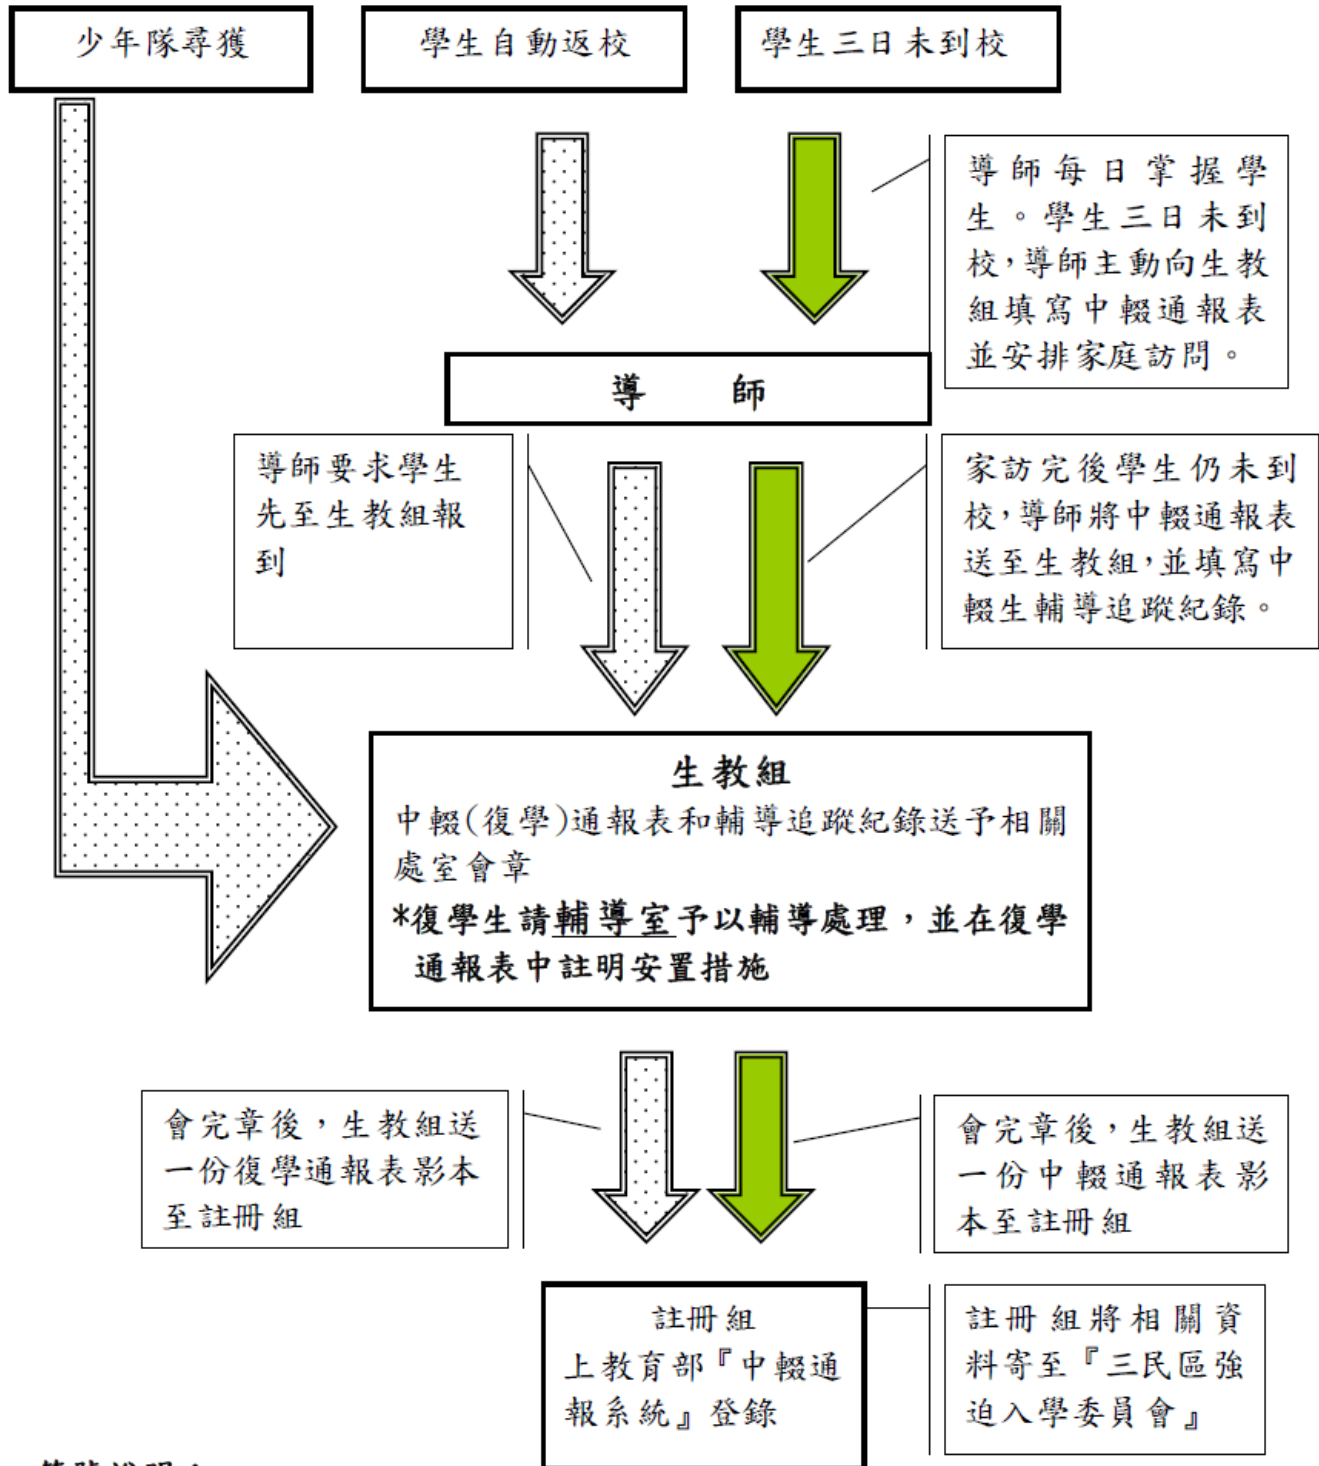 少年隊尋獲
學生自動返校
學生三日未到校
導師每日掌握學
生。學生三日未到
校，導師主動向生教
組填寫中輟通報表
並安排家庭訪問。
導　師
導師要求學生
先至生教組報
到
家訪完後學生仍未到
校，導師將中輟通報表
送至生教組，並填寫中
輟生輔導追蹤紀錄。
生教組
中輟(復學)通報表和輔導追蹤紀錄送予相關
處室會章
*復學生請輔導室予以輔導處理，並在復學
通報表中註明安置措施
會完章後，生教組送
一份復學通報表影本
至註冊組
會完章後，生教組送
一份中輟通報表影
本至註冊組
註冊組
上教育部『中輟通
報系統』登錄
註冊組將相關資
料寄至『三民區強
迫入學委員會』